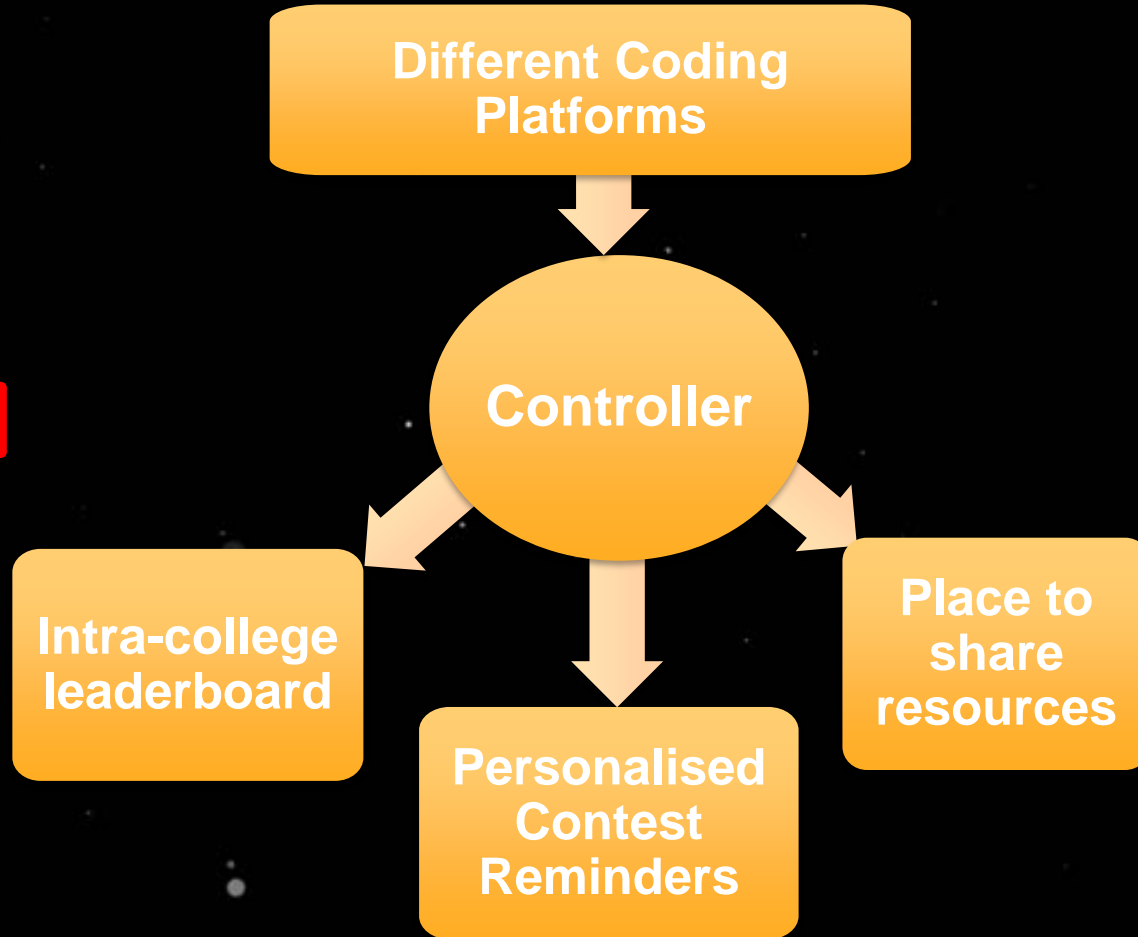 Different Coding
Platforms
Controller
Intra-college
leaderboard
Personalised
Contest
Reminders
Place to
share
resources